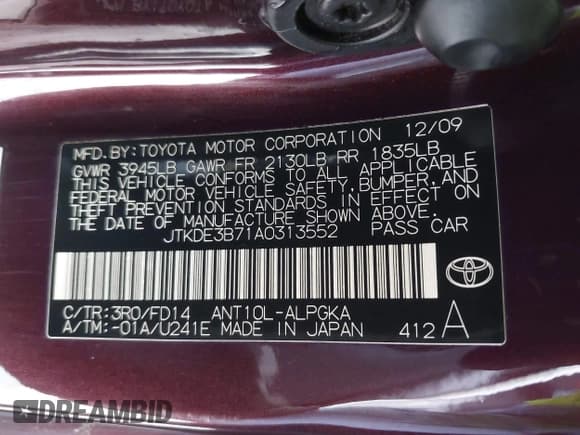 MFD.BY:TOYOTA MOTOR CORPORATION 12/09
GVWR 3945LB GAWR FR 2130LB RR 1835LB
THIS VEHICLE CONFORMS TO ALL APPLICABLE
FEDERAL MOTOR VEHICLE SAFETY,BUMPER,AND
THEFT PREVENTION STANDARDS IN EFFECT ON
THE DATE OF MANUFACTURE SHOWN ABOVE.
JTKDE3B71A0313552 PASS CAR
C/TR:3R0/FD14 ANT10L-ALPGKA
A/TM:-01A/U241E MADE IN JAPAN 412 A
DREAMBID